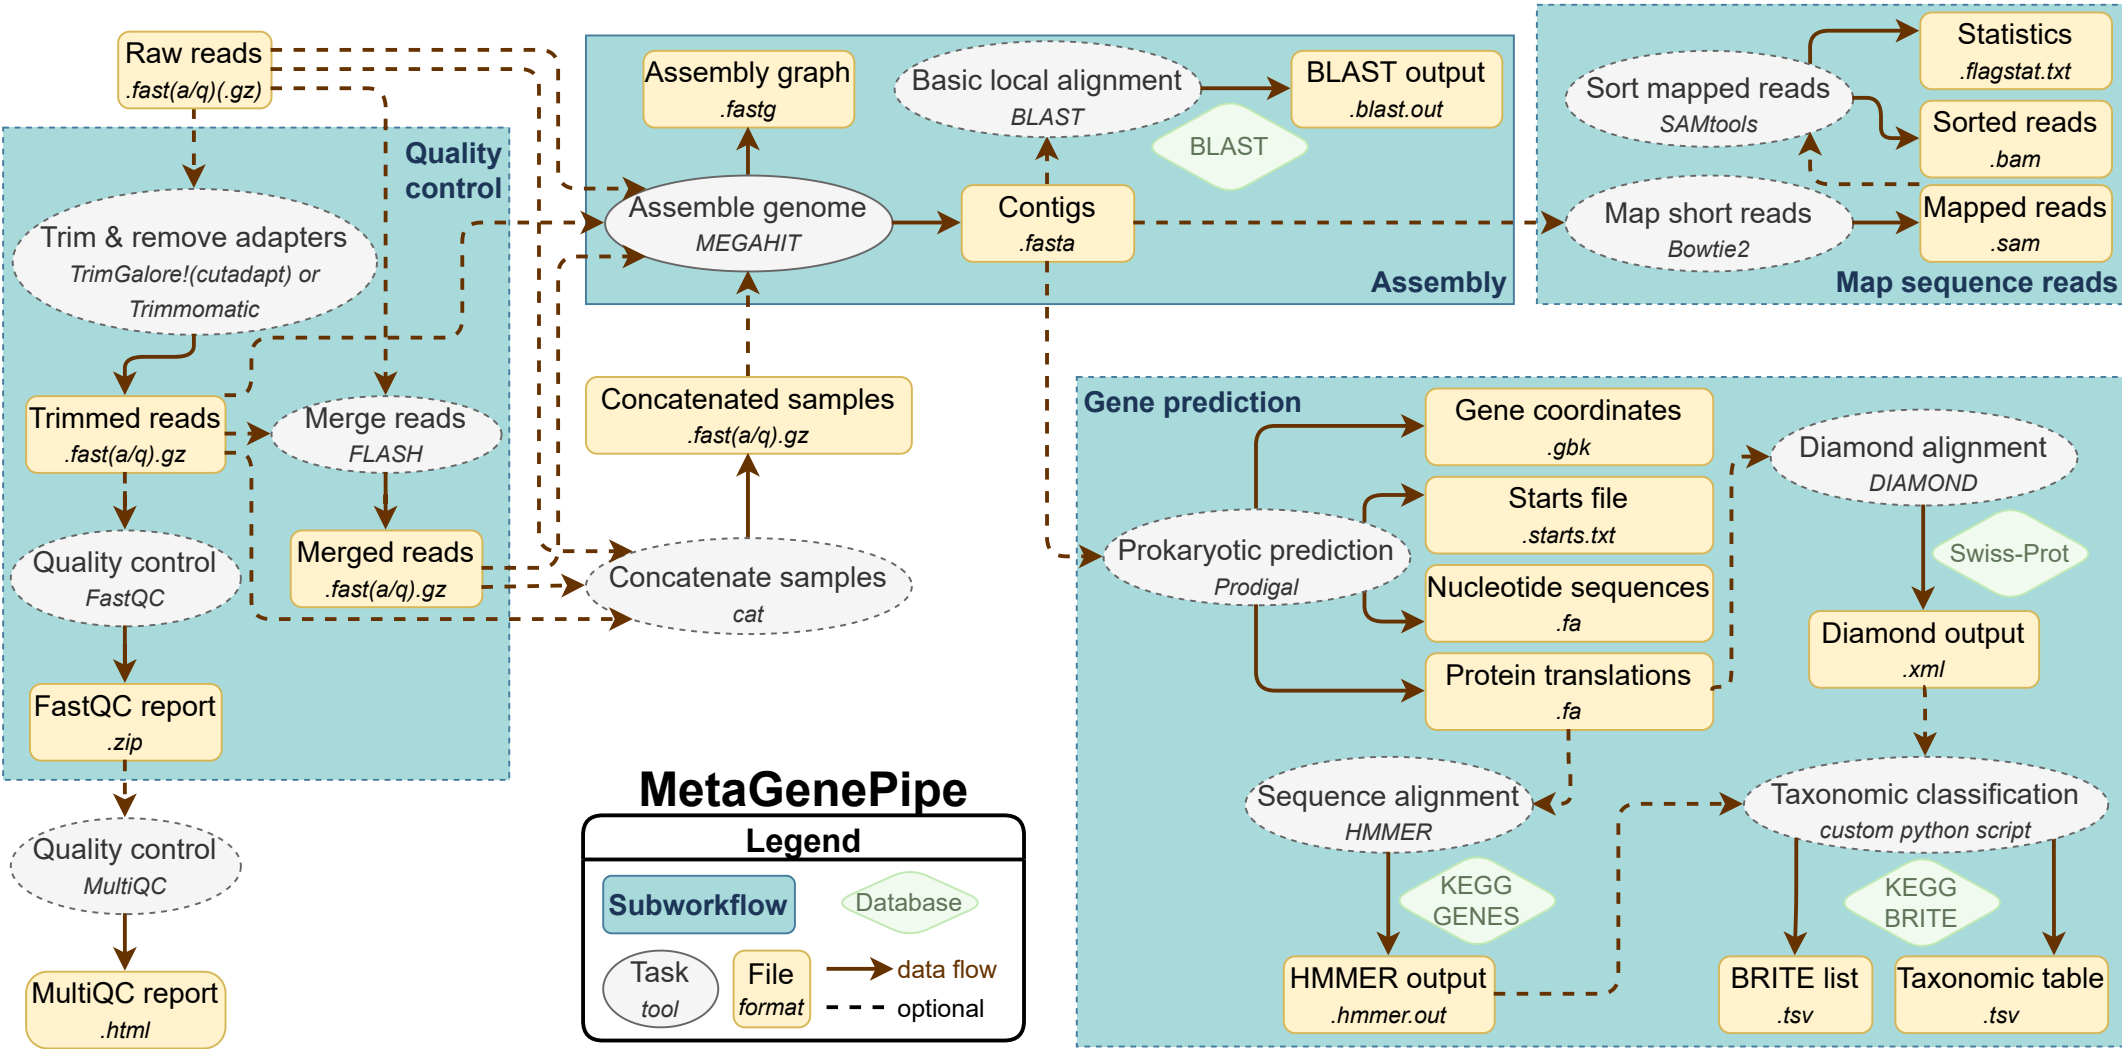 Raw reads
.fast(a/q)(.gz)
Quality
control
Trim & remove adapters
TrimGalore!(cutadapt) or
Trimmomatic
Trimmed reads
.fast(a/q).gz
Merge reads
FLASH
Quality control
FastQC
Merged reads
.fast(a/q).gz
FastQC report
.zip
Quality control
MultiQC
MultiQC report
.html
Assembly graph
.fastg
Basic local alignment
BLAST
BLAST
BLAST output
.blast.out
Assemble genome
MEGAHIT
Contigs
.fasta
Assembly
Concatenated samples
.fast(a/q).gz
Concatenate samples
cat
Statistics
.flagstat.txt
Sort mapped reads
SAMtools
Sorted reads
.bam
Map short reads
Bowtie2
Mapped reads
.sam
Map sequence reads
Gene prediction
Gene coordinates
.gbk
Starts file
.starts.txt
Prokaryotic prediction
Prodigal
Nucleotide sequences
.fa
Protein translations
.fa
Diamond alignment
DIAMOND
Swiss-Prot
Diamond output
.xml
Sequence alignment
HMMER
KEGG
GENES
HMMER output
.hmmer.out
Taxonomic classification
custom python script
KEGG
BRITE
BRITE list
.tsv
Taxonomic table
.tsv
MetaGenePipe
Legend
Subworkflow
Database
Task
tool
File
format
data flow
optional